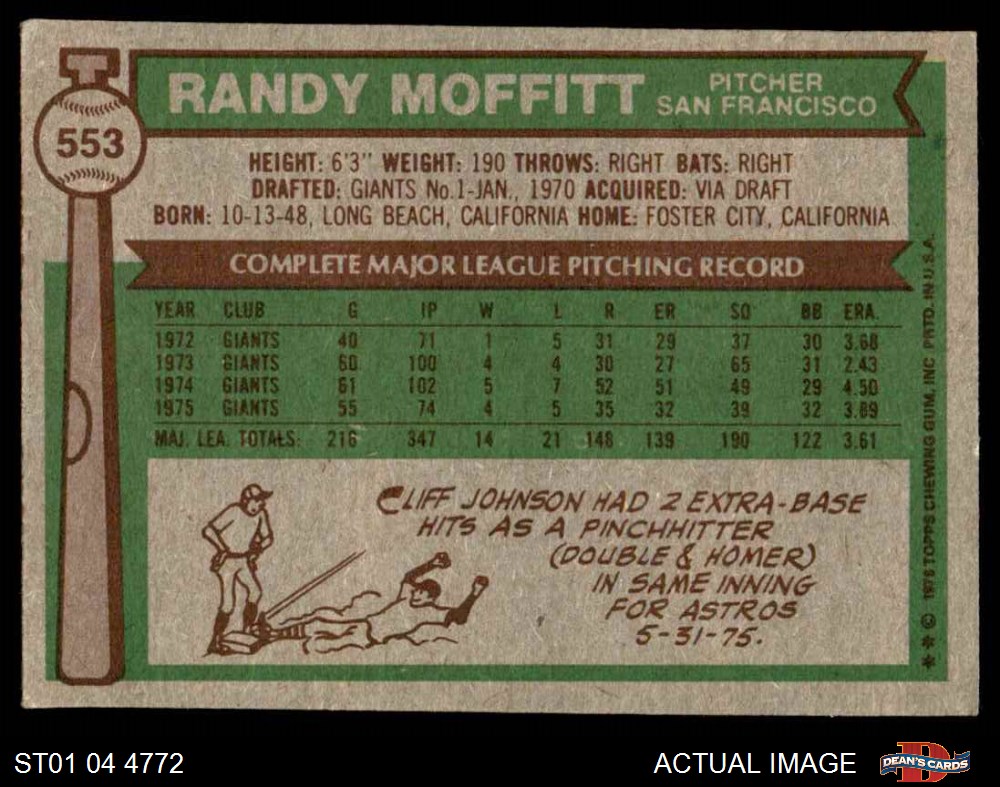 553
RANDY MOFFITT
PITCHER
SAN FRANCISCO
HEIGHT: 6'3" WEIGHT: 190 THROWS: RIGHT BATS: RIGHT
DRAFTED: GIANTS No.1-JAN., 1970 ACQUIRED: VIA DRAFT
BORN: 10-13-48, LONG BEACH, CALIFORNIA HOME: FOSTER CITY, CALIFORNIA
COMPLETE MAJOR LEAGUE PITCHING RECORD
YEAR CLUB G IP W L R ER SO BB ERA.
1972 GIANTS 40 71 1 5 31 29 37 30 3.68
1973 GIANTS 60 100 4 4 30 27 65 31 2.43
1974 GIANTS 61 102 5 7 52 51 49 29 4.50
1975 GIANTS 55 74 4 5 35 32 39 32 3.89
MAJ. LEA. TOTALS: 216 347 14 21 148 139 190 122 3.61
CLIFF JOHNSON HAD 2 EXTRA-BASE
HITS AS A PINCHHITTER
(DOUBLE & HOMER)
IN SAME INNING
FOR ASTROS
5-31-75.
** © 1976 TOPPS CHEWING GUM, INC PRTD. IN U.S.A.
ST01 04 4772
ACTUAL IMAGE
D
DEAN'S CARDS